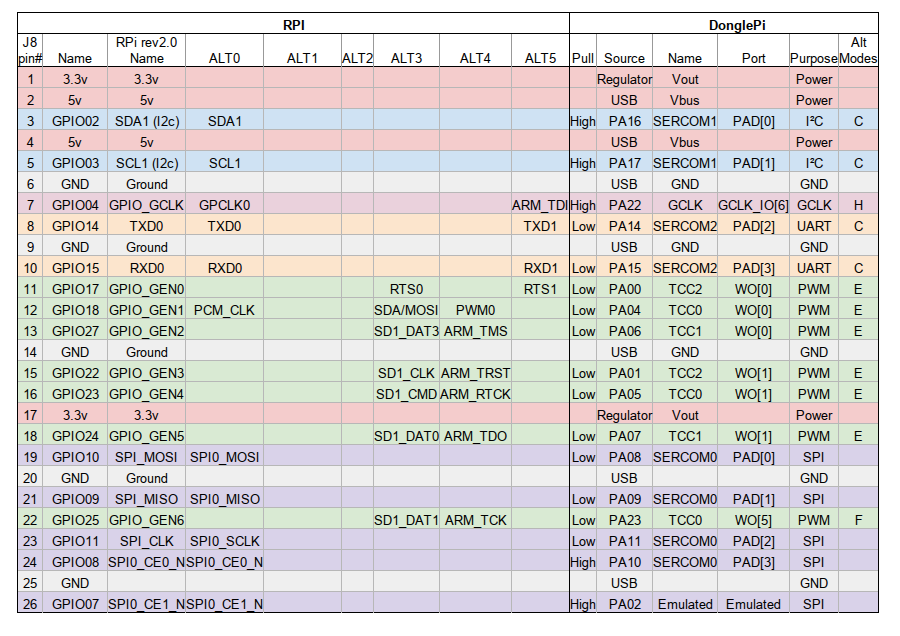 RPI DonglePi
J8 pin# Name RPi rev2.0 Name ALT0 ALT1 ALT2 ALT3 ALT4 ALT5 Pull Source Name Port Purpose Alt Modes
1 3.3v 3.3v Regulator Vout Power
2 5v 5v USB Vbus Power
3 GPIO02 SDA1 (I2c) SDA1 High PA16 SERCOM1 PAD[0] I²C C
4 5v 5v USB Vbus Power
5 GPIO03 SCL1 (I2c) SCL1 High PA17 SERCOM1 PAD[1] I²C C
6 GND Ground USB GND GND
7 GPIO04 GPIO_GCLK GPCLK0 ARM_TDI High PA22 GCLK GCLK_IO[6] GCLK H
8 GPIO14 TXD0 TXD0 TXD1 Low PA14 SERCOM2 PAD[2] UART C
9 GND Ground USB GND GND
10 GPIO15 RXD0 RXD0 RXD1 Low PA15 SERCOM2 PAD[3] UART C
11 GPIO17 GPIO_GEN0 RTS0 RTS1 Low PA00 TCC2 WO[0] PWM E
12 GPIO18 GPIO_GEN1 PCM_CLK SDA/MOSI PWM0 Low PA04 TCC0 WO[0] PWM E
13 GPIO27 GPIO_GEN2 SD1_DAT3 ARM_TMS Low PA06 TCC1 WO[0] PWM E
14 GND Ground USB GND GND
15 GPIO22 GPIO_GEN3 SD1_CLK ARM_TRST Low PA01 TCC2 WO[1] PWM E
16 GPIO23 GPIO_GEN4 SD1_CMD ARM_RTCK Low PA05 TCC0 WO[1] PWM E
17 3.3v 3.3v Regulator Vout Power
18 GPIO24 GPIO_GEN5 SD1_DAT0 ARM_TDO Low PA07 TCC1 WO[1] PWM E
19 GPIO10 SPI_MOSI SPI0_MOSI Low PA08 SERCOM0 PAD[0] SPI
20 GND Ground USB GND
21 GPIO09 SPI_MISO SPI0_MISO Low PA09 SERCOM0 PAD[1] SPI
22 GPIO25 GPIO_GEN6 SD1_DAT1 ARM_TCK Low PA23 TCC0 WO[5] PWM F
23 GPIO11 SPI_CLK SPI0_SCLK Low PA11 SERCOM0 PAD[2] SPI
24 GPIO08 SPI0_CE0_N SPI0_CE0_N High PA10 SERCOM0 PAD[3] SPI
25 GND USB GND
26 GPIO07 SPI0_CE1_N SPI0_CE1_N High PA02 Emulated Emulated SPI